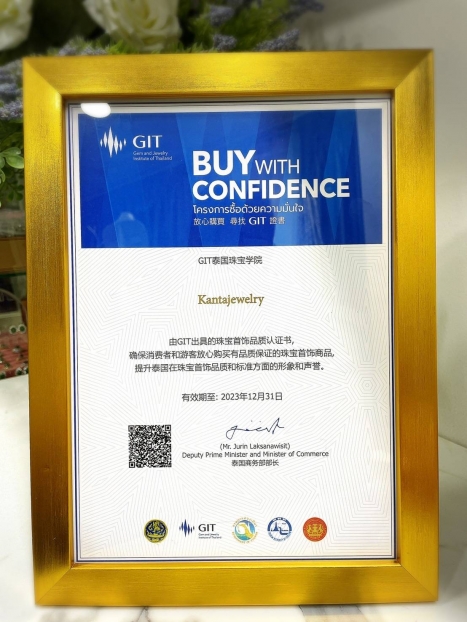 GIT
Gem and Jewelry
Institute of Thailand
BUY WITH
CONFIDENCE
โครงการซื้อด้วยความมั่นใจ
放心購買 尋找 GIT 證書
GIT泰国珠宝学院
Kantajewelry
由GIT出具的珠宝首饰品质认证书,
确保消费者和游客放心购买有品质保证的珠宝首饰商品,
提升泰国在珠宝首饰品质和标准方面的形象和声誉。
有效期至: 2023年12月31日
(Mr. Jurin Laksanawisit)
Deputy Prime Minister and Minister of Commerce
泰国商务部部长
GIT
Gem and Jewelry
Institute of Thailand